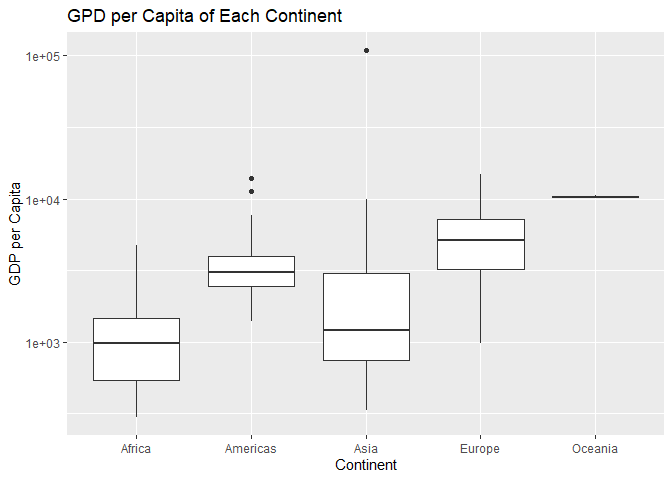 GPD per Capita of Each Continent
1e+05
1e+04
1e+03
GDP per Capita
Africa Americas Asia Europe Oceania
Continent